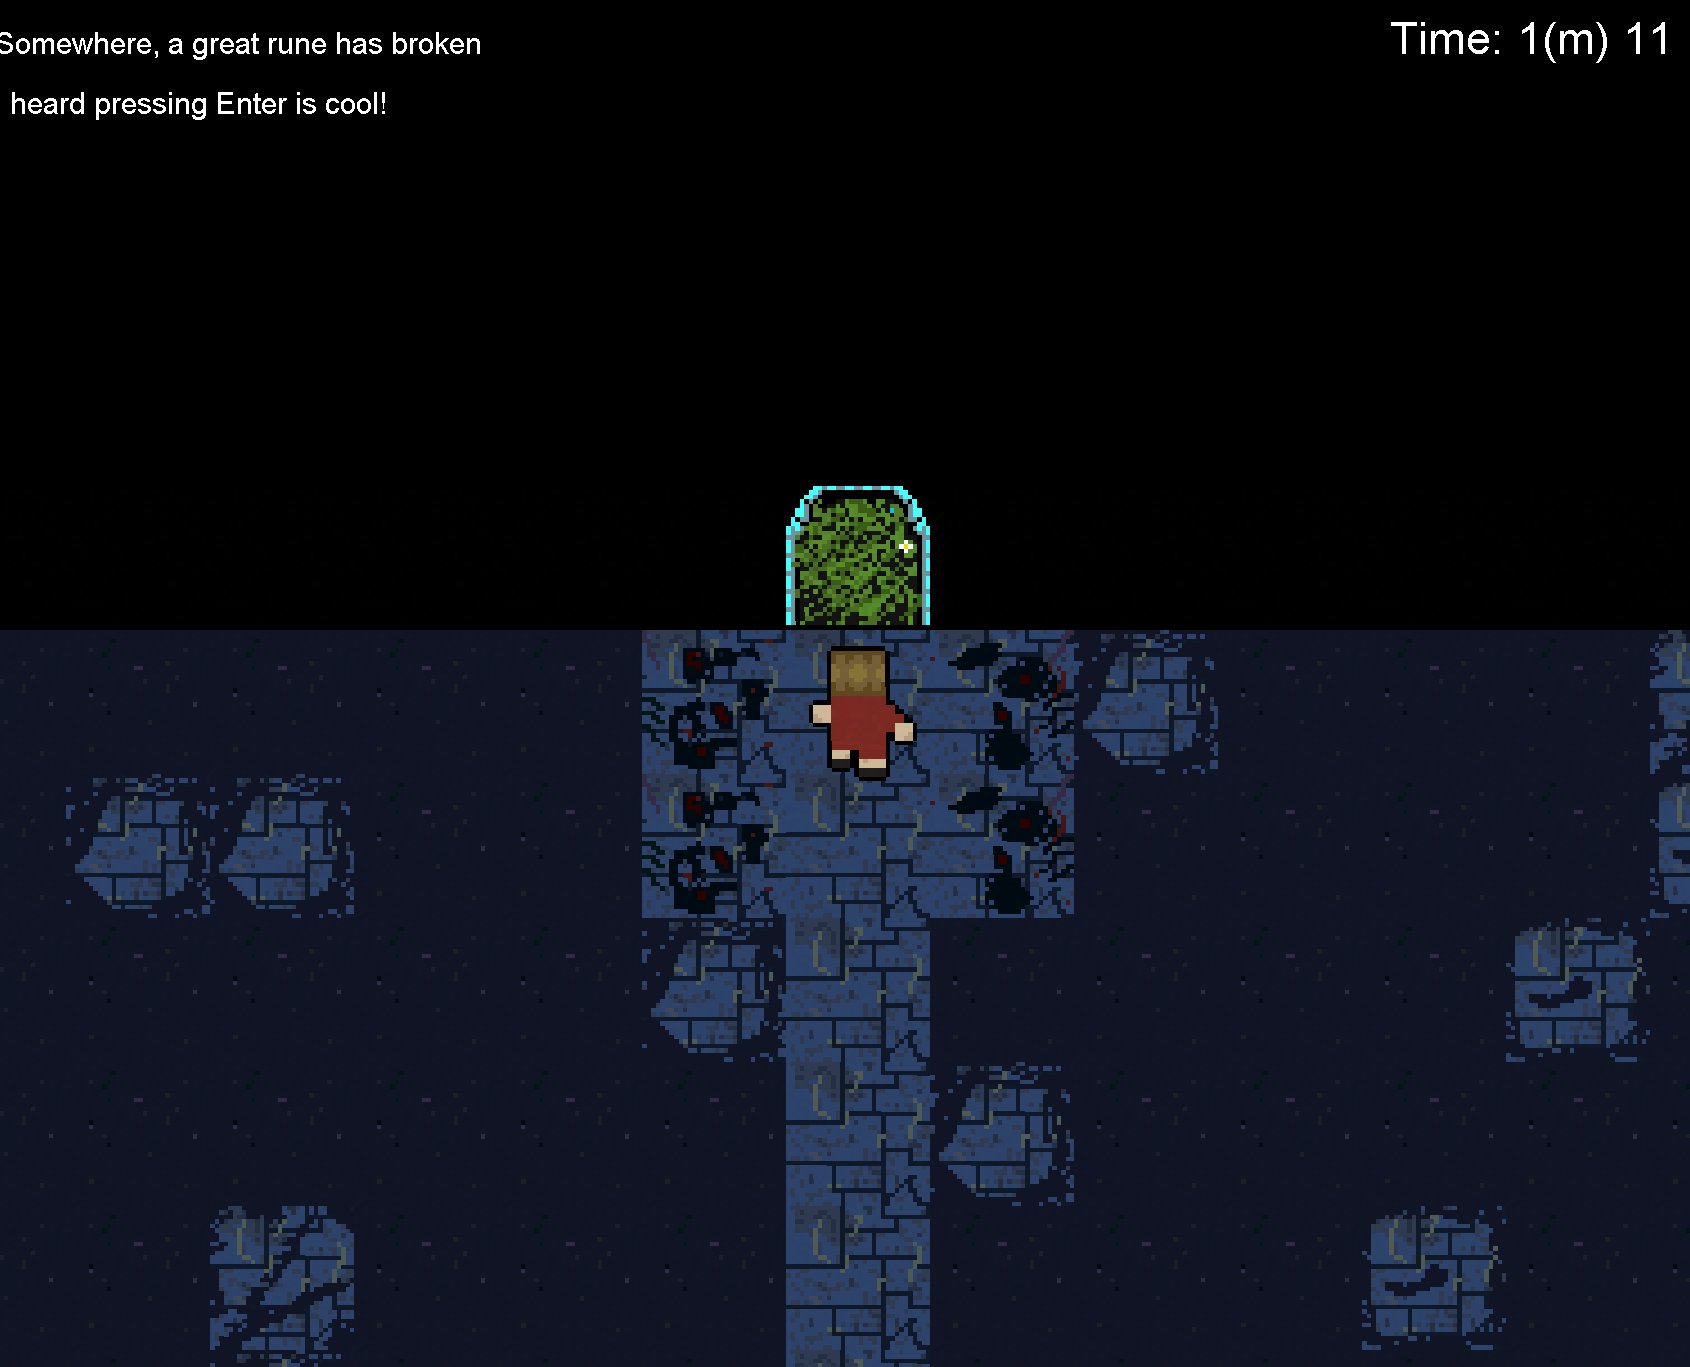 Somewhere, a great rune has broken
heard pressing Enter is cool!
Time: 1(m) 11